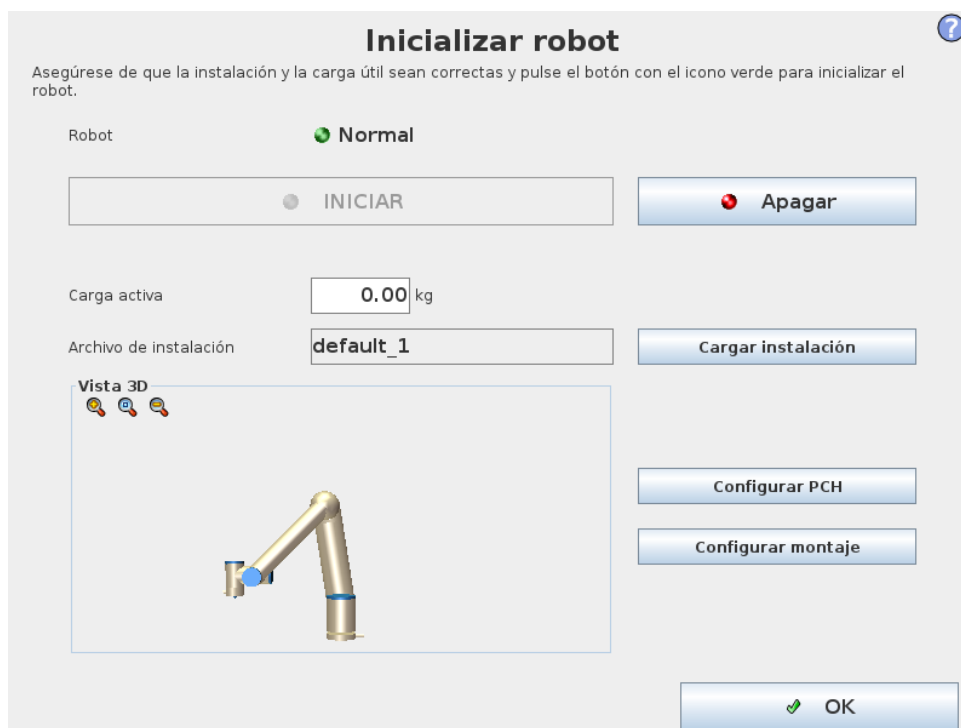 Inicializar robot
?
Asegúrese de que la instalación y la carga útil sean correctas y pulse el botón con el icono verde para inicializar el
robot.
Robot
Normal
INICIAR
Apagar
Carga activa
0.00 kg
Archivo de instalación
default_1
Cargar instalación
Vista 3D
Configurar PCH
Configurar montaje
OK